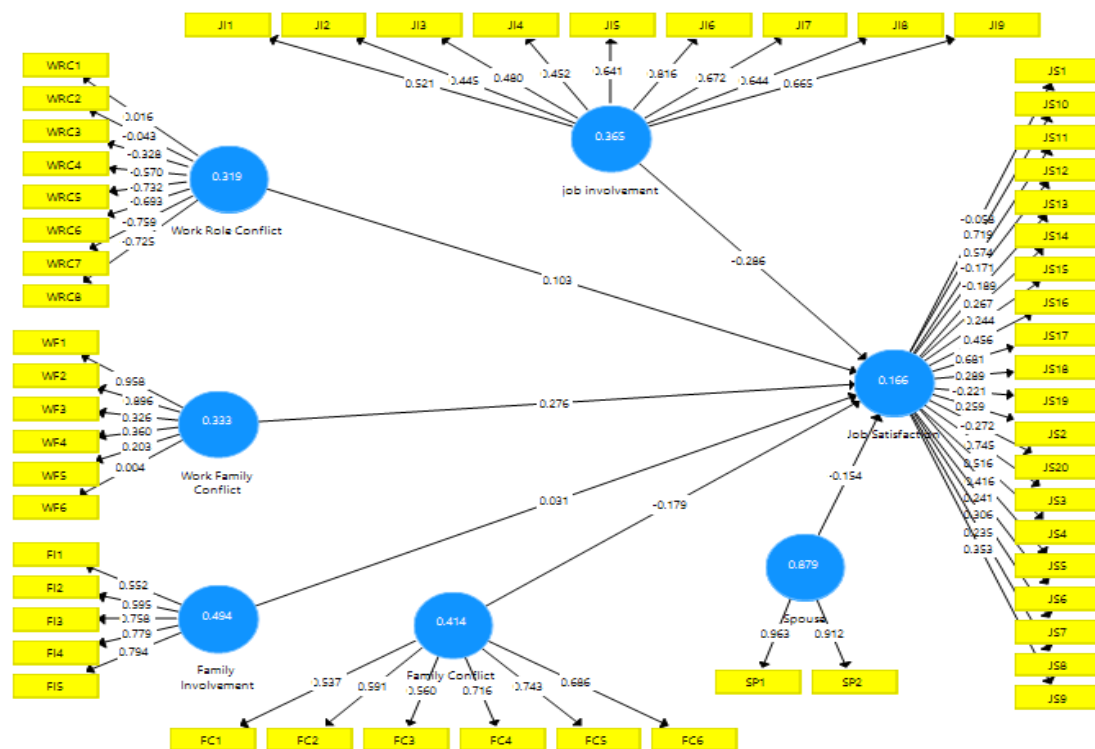 JI1 JI2 JI3 JI4 JI5 JI6 JI7 JI8 JI9
0.521 0.445 0.480 0.452 0.641 0.816 0.672 0.644 0.665
0.365
job involvement
WRC1
WRC2
WRC3
WRC4
WRC5
WRC6
WRC7
WRC8
0.016
-0.043
-0.328
-0.570
-0.732
-0.693
-0.759
-0.725
0.319
Work Role Conflict
0.103
-0.286
WF1
WF2
WF3
WF4
WF5
WF6
0.958
0.896
0.326
0.360
0.203
0.004
0.333
Work Family
Conflict
0.276
FI1
FI2
FI3
FI4
FI5
0.552
0.595
0.758
0.779
0.794
0.494
Family
Involvement
0.031
0.414
Family Conflict
-0.179
0.537 0.591 0.560 0.716 0.743 0.686
FC1 FC2 FC3 FC4 FC5 FC6
0.879
Spouse
-0.154
0.963 0.912
SP1 SP2
0.166
Job Satisfaction
0.719
0.574
-0.171
-0.189
0.267
0.244
0.456
0.681
0.289
-0.221
0.259
-0.272
0.745
0.516
0.416
0.241
0.306
0.235
0.353
JS1
JS10
JS11
JS12
JS13
JS14
JS15
JS16
JS17
JS18
JS19
JS2
JS20
JS3
JS4
JS5
JS6
JS7
JS8
JS9